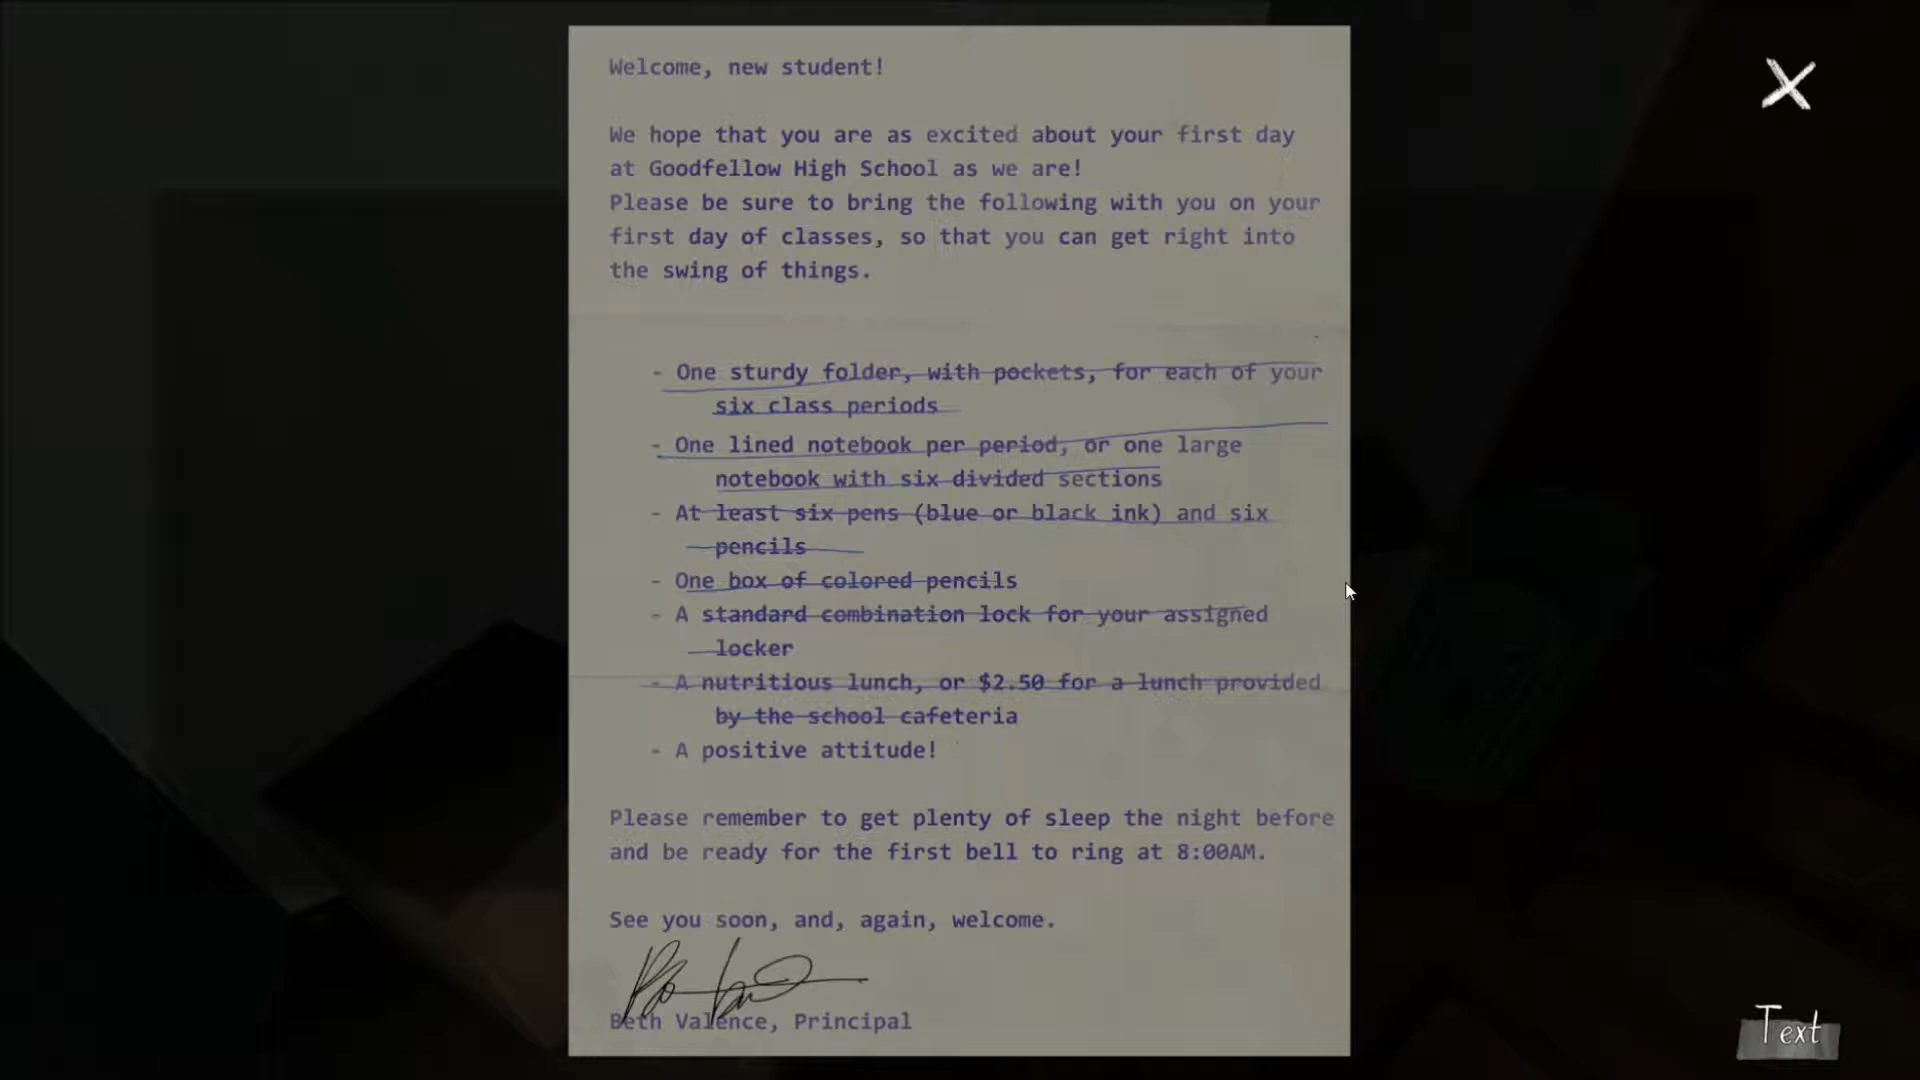 Welcome, new student!
We hope that you are as excited about your first day
at Goodfellow High School as we are!
Please be sure to bring the following with you on your
first day of classes, so that you can get right into
the swing of things.
- One sturdy folder, with pockets, for each of your
six class periods
- One lined notebook per period, or one large
notebook with six divided sections
- At least six pens (blue or black ink) and six
pencils
- One box of colored pencils
- A standard combination lock for your assigned
locker
- A nutritious lunch, or $2.50 for a lunch provided
by the school cafeteria
- A positive attitude!
Please remember to get plenty of sleep the night before
and be ready for the first bell to ring at 8:00AM.
See you soon, and, again, welcome.
Beth Valence, Principal
Text